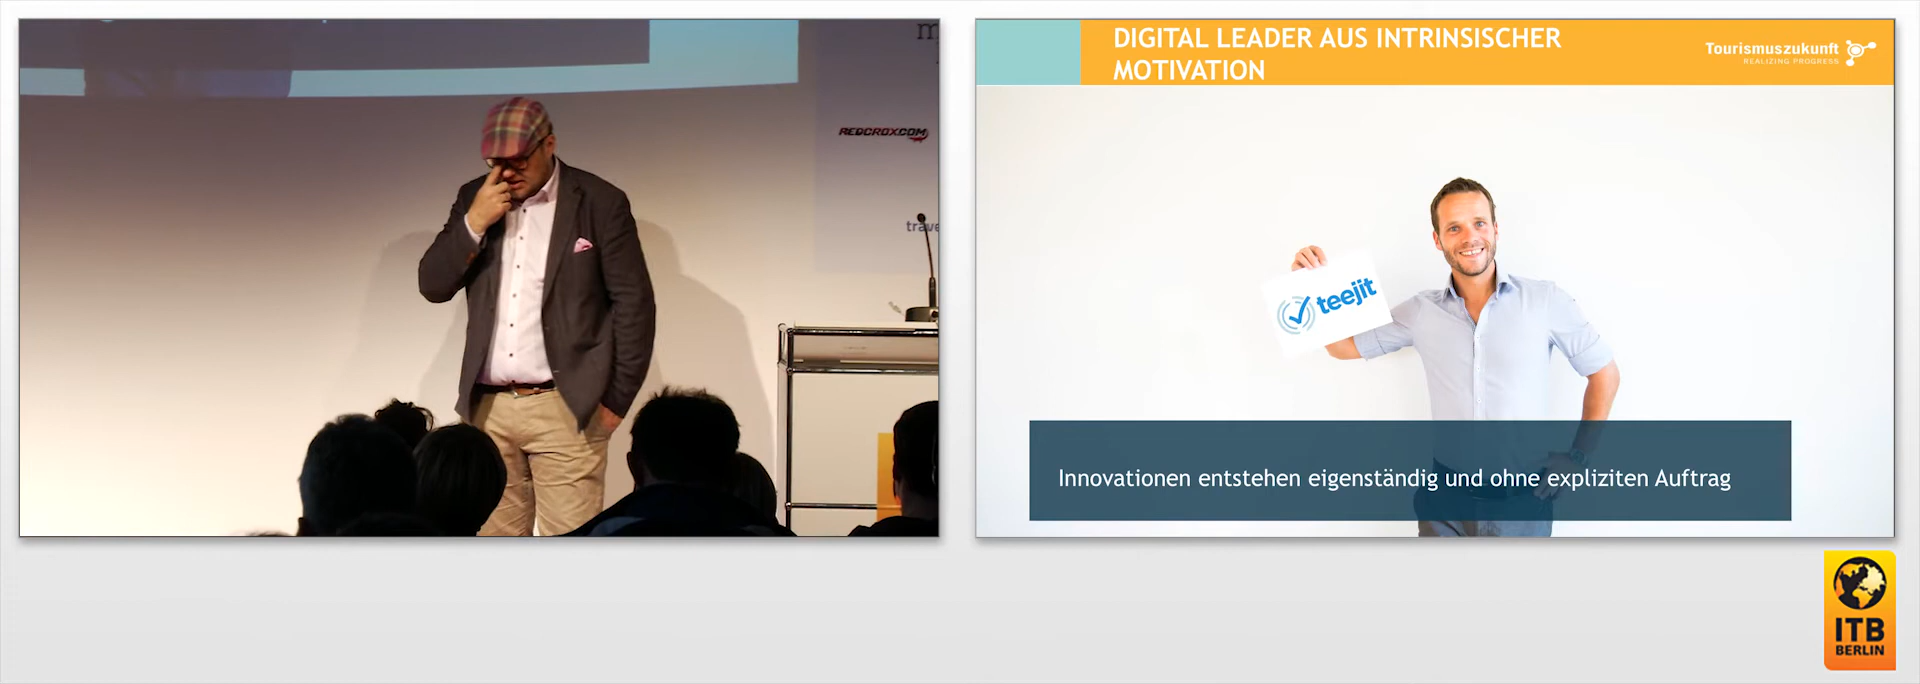 REDCROX.COM
DIGITAL LEADER AUS INTRINSISCHER
MOTIVATION
Tourismuszukunft
REALIZING PROGRESS
teejit
Innovationen entstehen eigenständig und ohne expliziten Auftrag
ITB
BERLIN